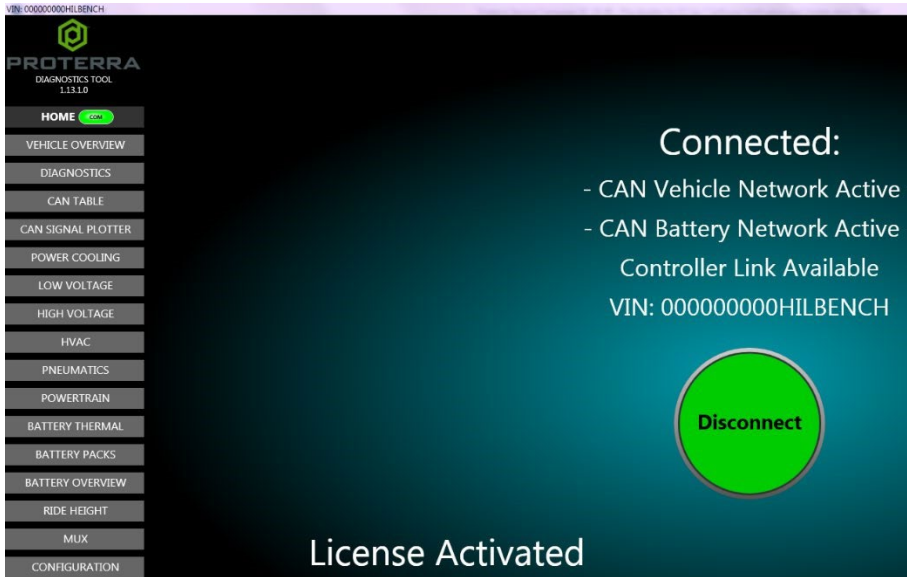 VIN: 000000000HILBENCH
PROTERRA
DIAGNOSTICS TOOL
1.13.1.0
HOME COM
VEHICLE OVERVIEW
DIAGNOSTICS
CAN TABLE
CAN SIGNAL PLOTTER
POWER COOLING
LOW VOLTAGE
HIGH VOLTAGE
HVAC
PNEUMATICS
POWERTRAIN
BATTERY THERMAL
BATTERY PACKS
BATTERY OVERVIEW
RIDE HEIGHT
MUX
CONFIGURATION
Connected:
- CAN Vehicle Network Active
- CAN Battery Network Active
Controller Link Available
VIN: 000000000HILBENCH
Disconnect
License Activated